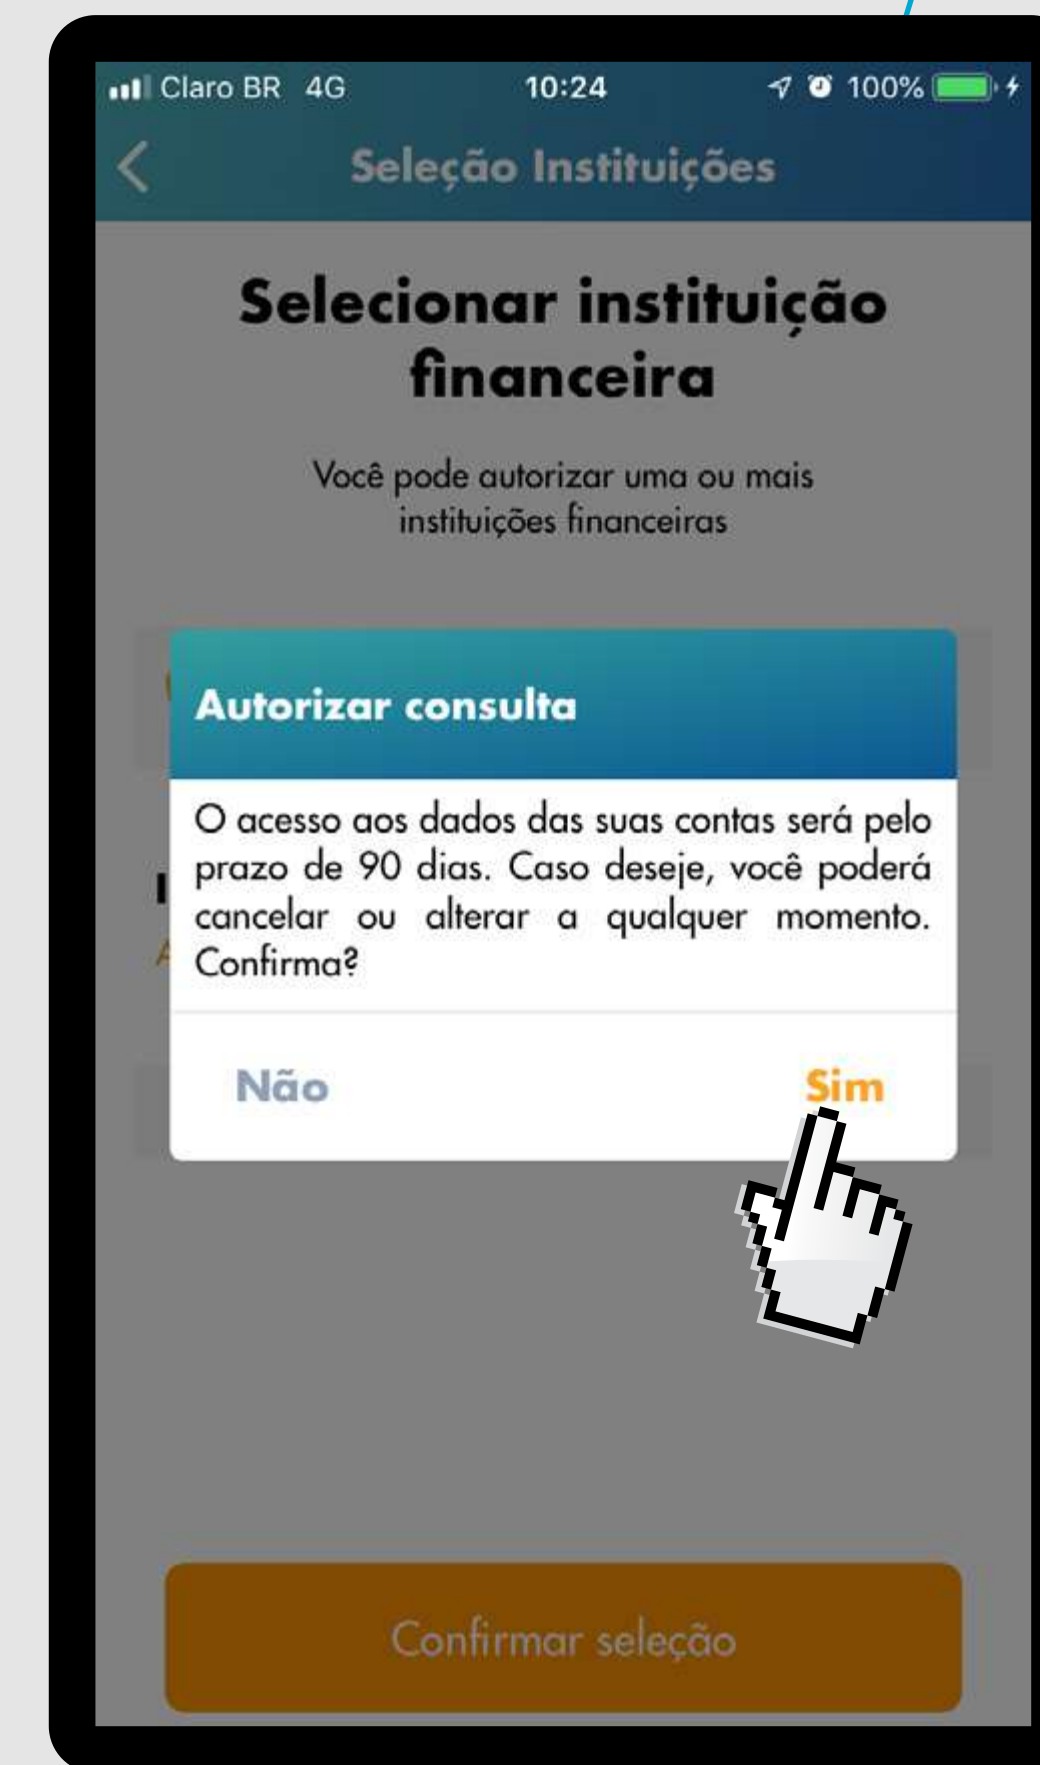 Claro BR 4G 10:24 100%
Seleção Instituições
Selecionar instituição
financeira
Você pode autorizar uma ou mais
instituições financeiras
Autorizar consulta
O acesso aos dados das suas contas será pelo
prazo de 90 dias. Caso deseje, você poderá
cancelar ou alterar a qualquer momento.
Confirma?
Não Sim
Confirmar seleção